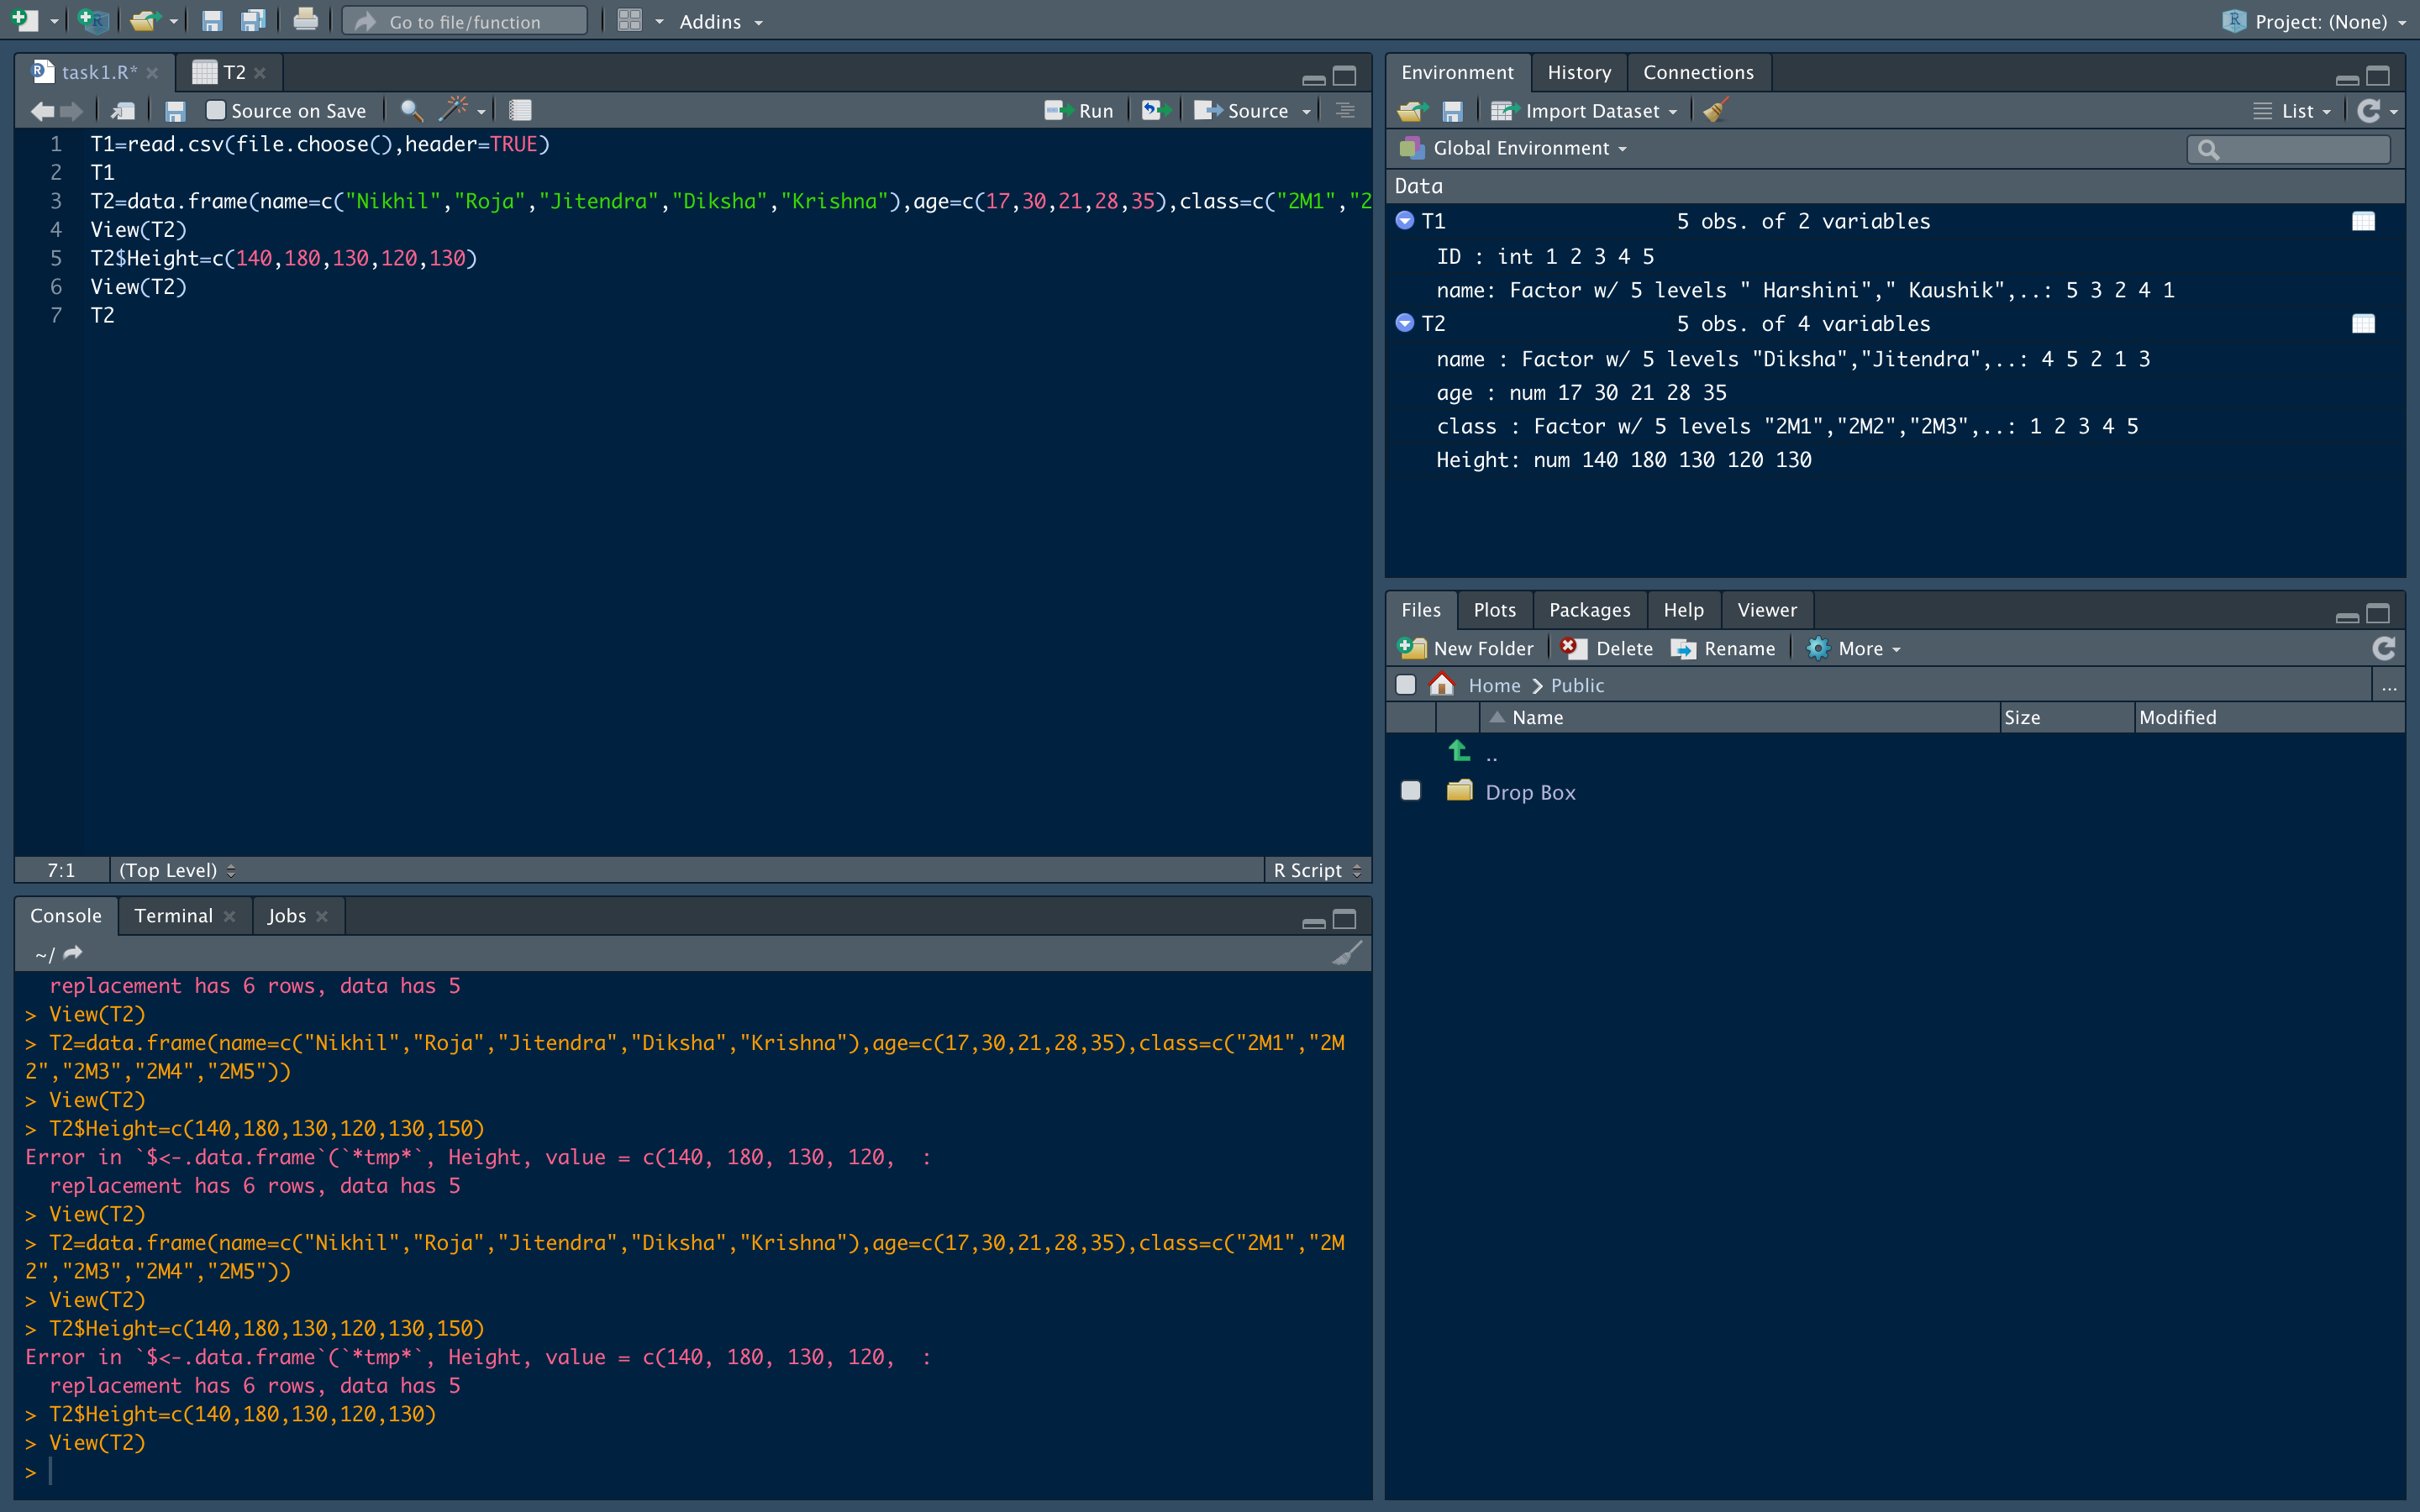 Go to file/function
Addins
Project: (None)
task1.R*
T2
Source on Save
Run
Source
1 T1=read.csv(file.choose(),header=TRUE)
2 T1
3 T2=data.frame(name=c("Nikhil","Roja","Jitendra","Diksha","Krishna"),age=c(17,30,21,28,35),class=c("2M1","2
4 View(T2)
5 T2$Height=c(140,180,130,120,130)
6 View(T2)
7 T2
7:1 (Top Level) R Script
Console Terminal Jobs
~/
replacement has 6 rows, data has 5
> View(T2)
> T2=data.frame(name=c("Nikhil","Roja","Jitendra","Diksha","Krishna"),age=c(17,30,21,28,35),class=c("2M1","2M
2","2M3","2M4","2M5"))
> View(T2)
> T2$Height=c(140,180,130,120,130,150)
Error in `$<-.data.frame`(`*tmp*`, Height, value = c(140, 180, 130, 120,  :
replacement has 6 rows, data has 5
> View(T2)
> T2=data.frame(name=c("Nikhil","Roja","Jitendra","Diksha","Krishna"),age=c(17,30,21,28,35),class=c("2M1","2M
2","2M3","2M4","2M5"))
> View(T2)
> T2$Height=c(140,180,130,120,130,150)
Error in `$<-.data.frame`(`*tmp*`, Height, value = c(140, 180, 130, 120,  :
replacement has 6 rows, data has 5
> T2$Height=c(140,180,130,120,130)
> View(T2)
>
Environment History Connections
Import Dataset
List
Global Environment
Data
T1 5 obs. of 2 variables
ID : int 1 2 3 4 5
name: Factor w/ 5 levels " Harshini"," Kaushik",..: 5 3 2 4 1
T2 5 obs. of 4 variables
name : Factor w/ 5 levels "Diksha","Jitendra",..: 4 5 2 1 3
age : num 17 30 21 28 35
class : Factor w/ 5 levels "2M1","2M2","2M3",..: 1 2 3 4 5
Height: num 140 180 130 120 130
Files Plots Packages Help Viewer
New Folder Delete Rename More
Home Public ...
Name Size Modified
..
Drop Box